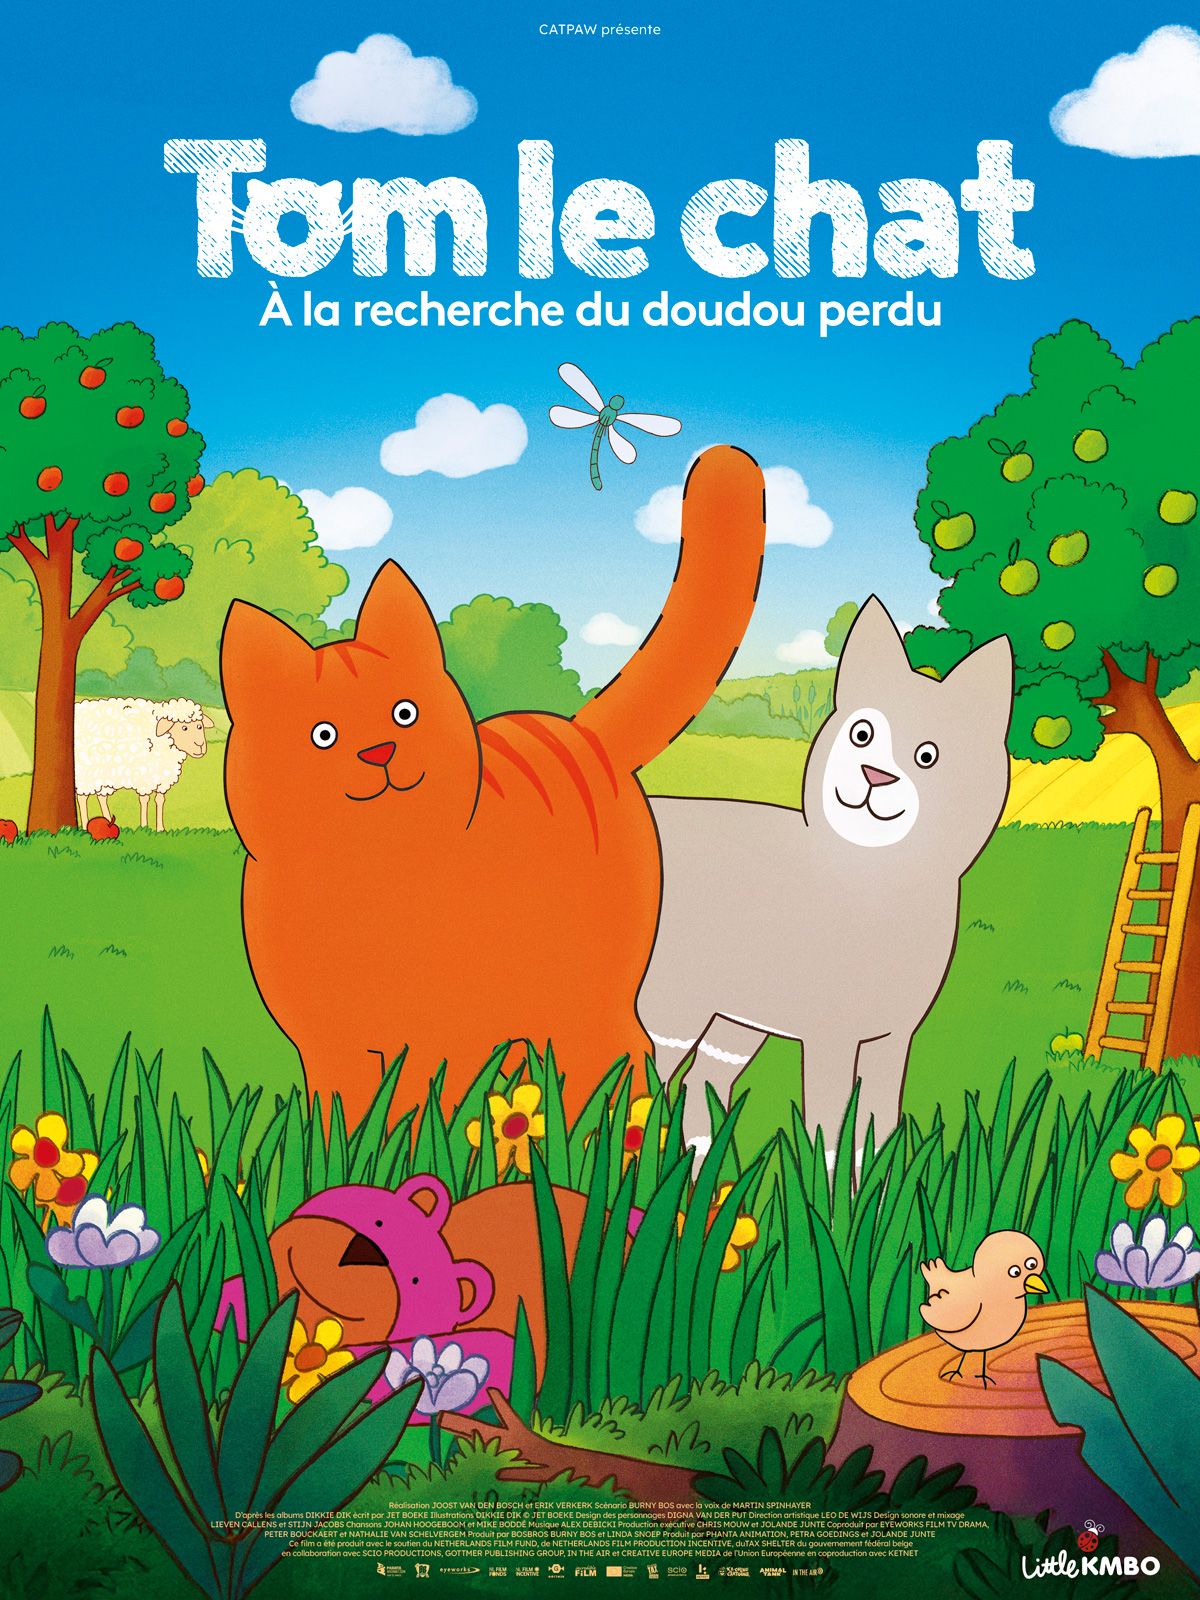 CATPAW présente
Tom le chat
À la recherche du doudou perdu
Réalisation JOOST VAN DEN BOSCH et ERIK VERKERK Scénario BURNY BOS avec la voix de MARTIN SPINHAYER
D'après les albums DIKKIE DIK écrit par JET BOEKE Illustrations DIKKIE DIK © JET BOEKE Design des personnages DIGNA VAN DER PUT Direction artistique LEO DE WIJS Design sonore et mixage
LIEVEN CALLENS et STIJN JACOBS Chansons JOHAN HOOGEBOOM et MIKE BODDÉ Musique ALEX DEBICKI Production exécutive CHRIS MOUW et JOLANDE JUNTE Coproduit par EYEWORKS FILM TV DRAMA,
PETER BOUCKAERT et NATHALIE VAN SCHELVERGEM Produit par BOSBROS BURNY BOS et LINDA SNOEP Produit par PHANTA ANIMATION, PETRA GOEDINGS et JOLANDE JUNTE
Ce film a été produit avec le soutien du NETHERLANDS FILM FUND, de NETHERLANDS FILM PRODUCTION INCENTIVE, duTAX SHELTER du gouvernement fédéral belge
en collaboration avec SCIO PRODUCTIONS, GOTTMER PUBLISHING GROUP, IN THE AIR et CREATIVE EUROPE MEDIA de l'Union Européenne en coproduction avec KETNET
eyeworks
scio
ANIMAL TANK
IN THE AIR
Little KMBO